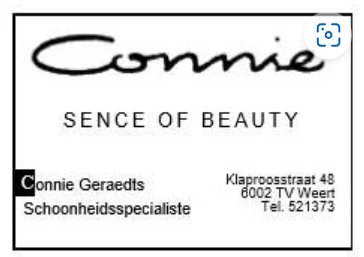 Connie
SENCE OF BEAUTY
Connie Geraedts
Schoonheidsspecialiste
Klaproosstraat 48
6002 TV Weert
Tel. 521373